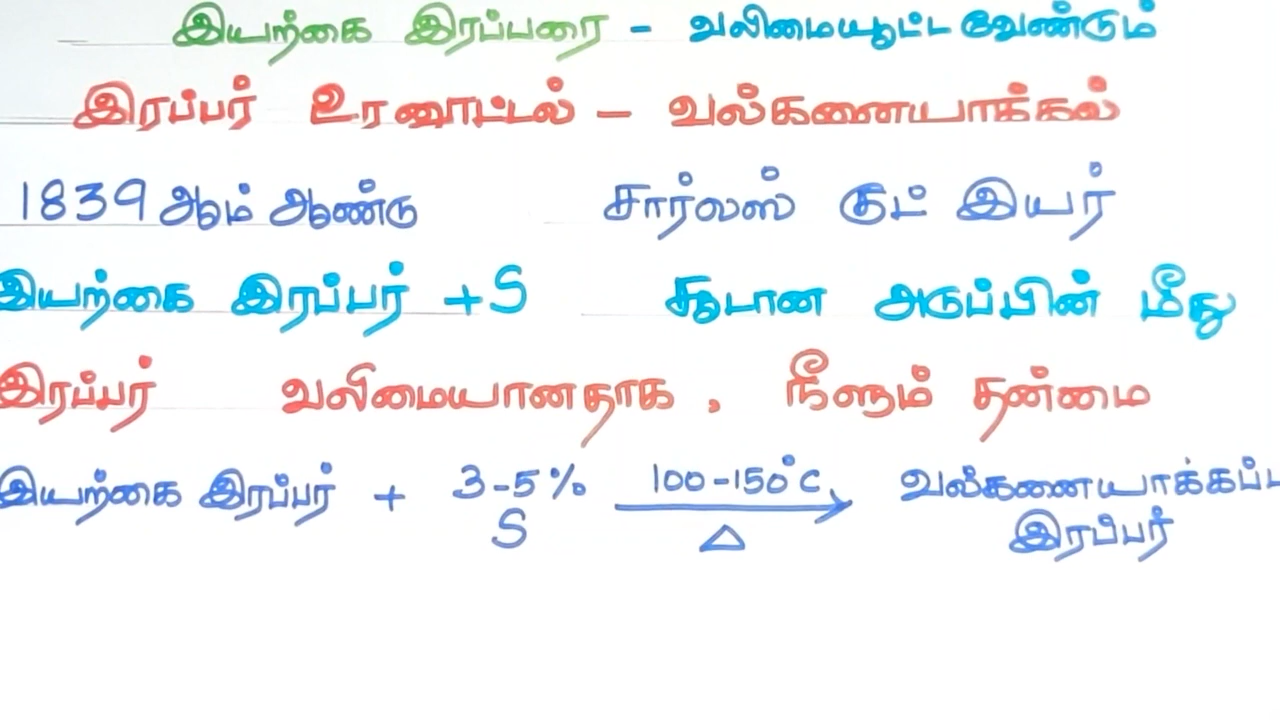 இயற்கை இரப்பரை - வலிமையூட்ட வேண்டும்
இரப்பர் உரனூட்டல் - வல்கனையாக்கல்
1839 ஆம் ஆண்டு சார்லஸ் குட் இயர்
இயற்கை இரப்பர் + S சூடான அடுப்பின் மீது
இரப்பர் வலிமையானதாக , நீளும் தன்மை
இயற்கை இரப்பர் + 3-5% S 100-150°C Δ வல்கனையாக்கப்ட
இரப்பர்